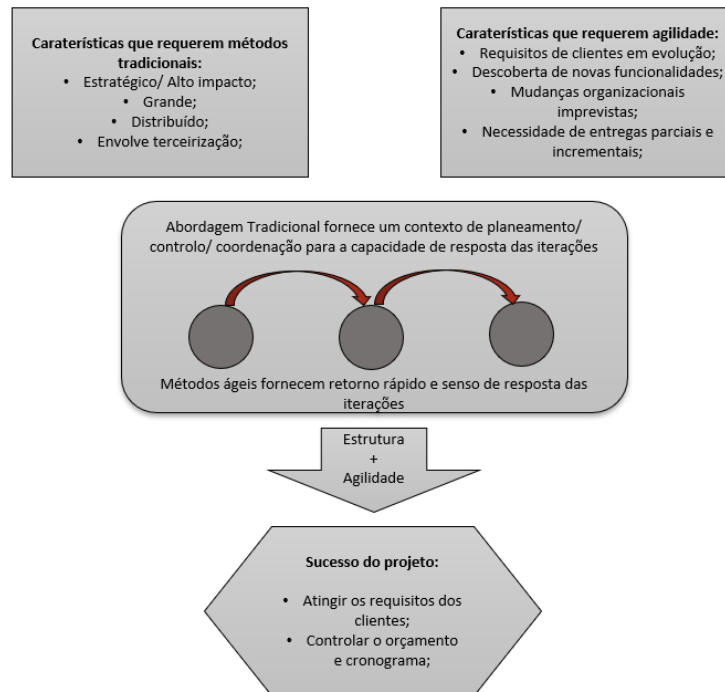 Caraterísticas que requerem métodos
tradicionais:
• Estratégico/ Alto impacto;
• Grande;
• Distribuído;
• Envolve terceirização;
Caraterísticas que requerem agilidade:
• Requisitos de clientes em evolução;
• Descoberta de novas funcionalidades;
• Mudanças organizacionais
imprevistas;
• Necessidade de entregas parciais e
incrementais;
Abordagem Tradicional fornece um contexto de planeamento/
controlo/ coordenação para a capacidade de resposta das iterações
Métodos ágeis fornecem retorno rápido e senso de resposta das
iterações
Estrutura
+
Agilidade
Sucesso do projeto:
• Atingir os requisitos dos
clientes;
• Controlar o orçamento
e cronograma;